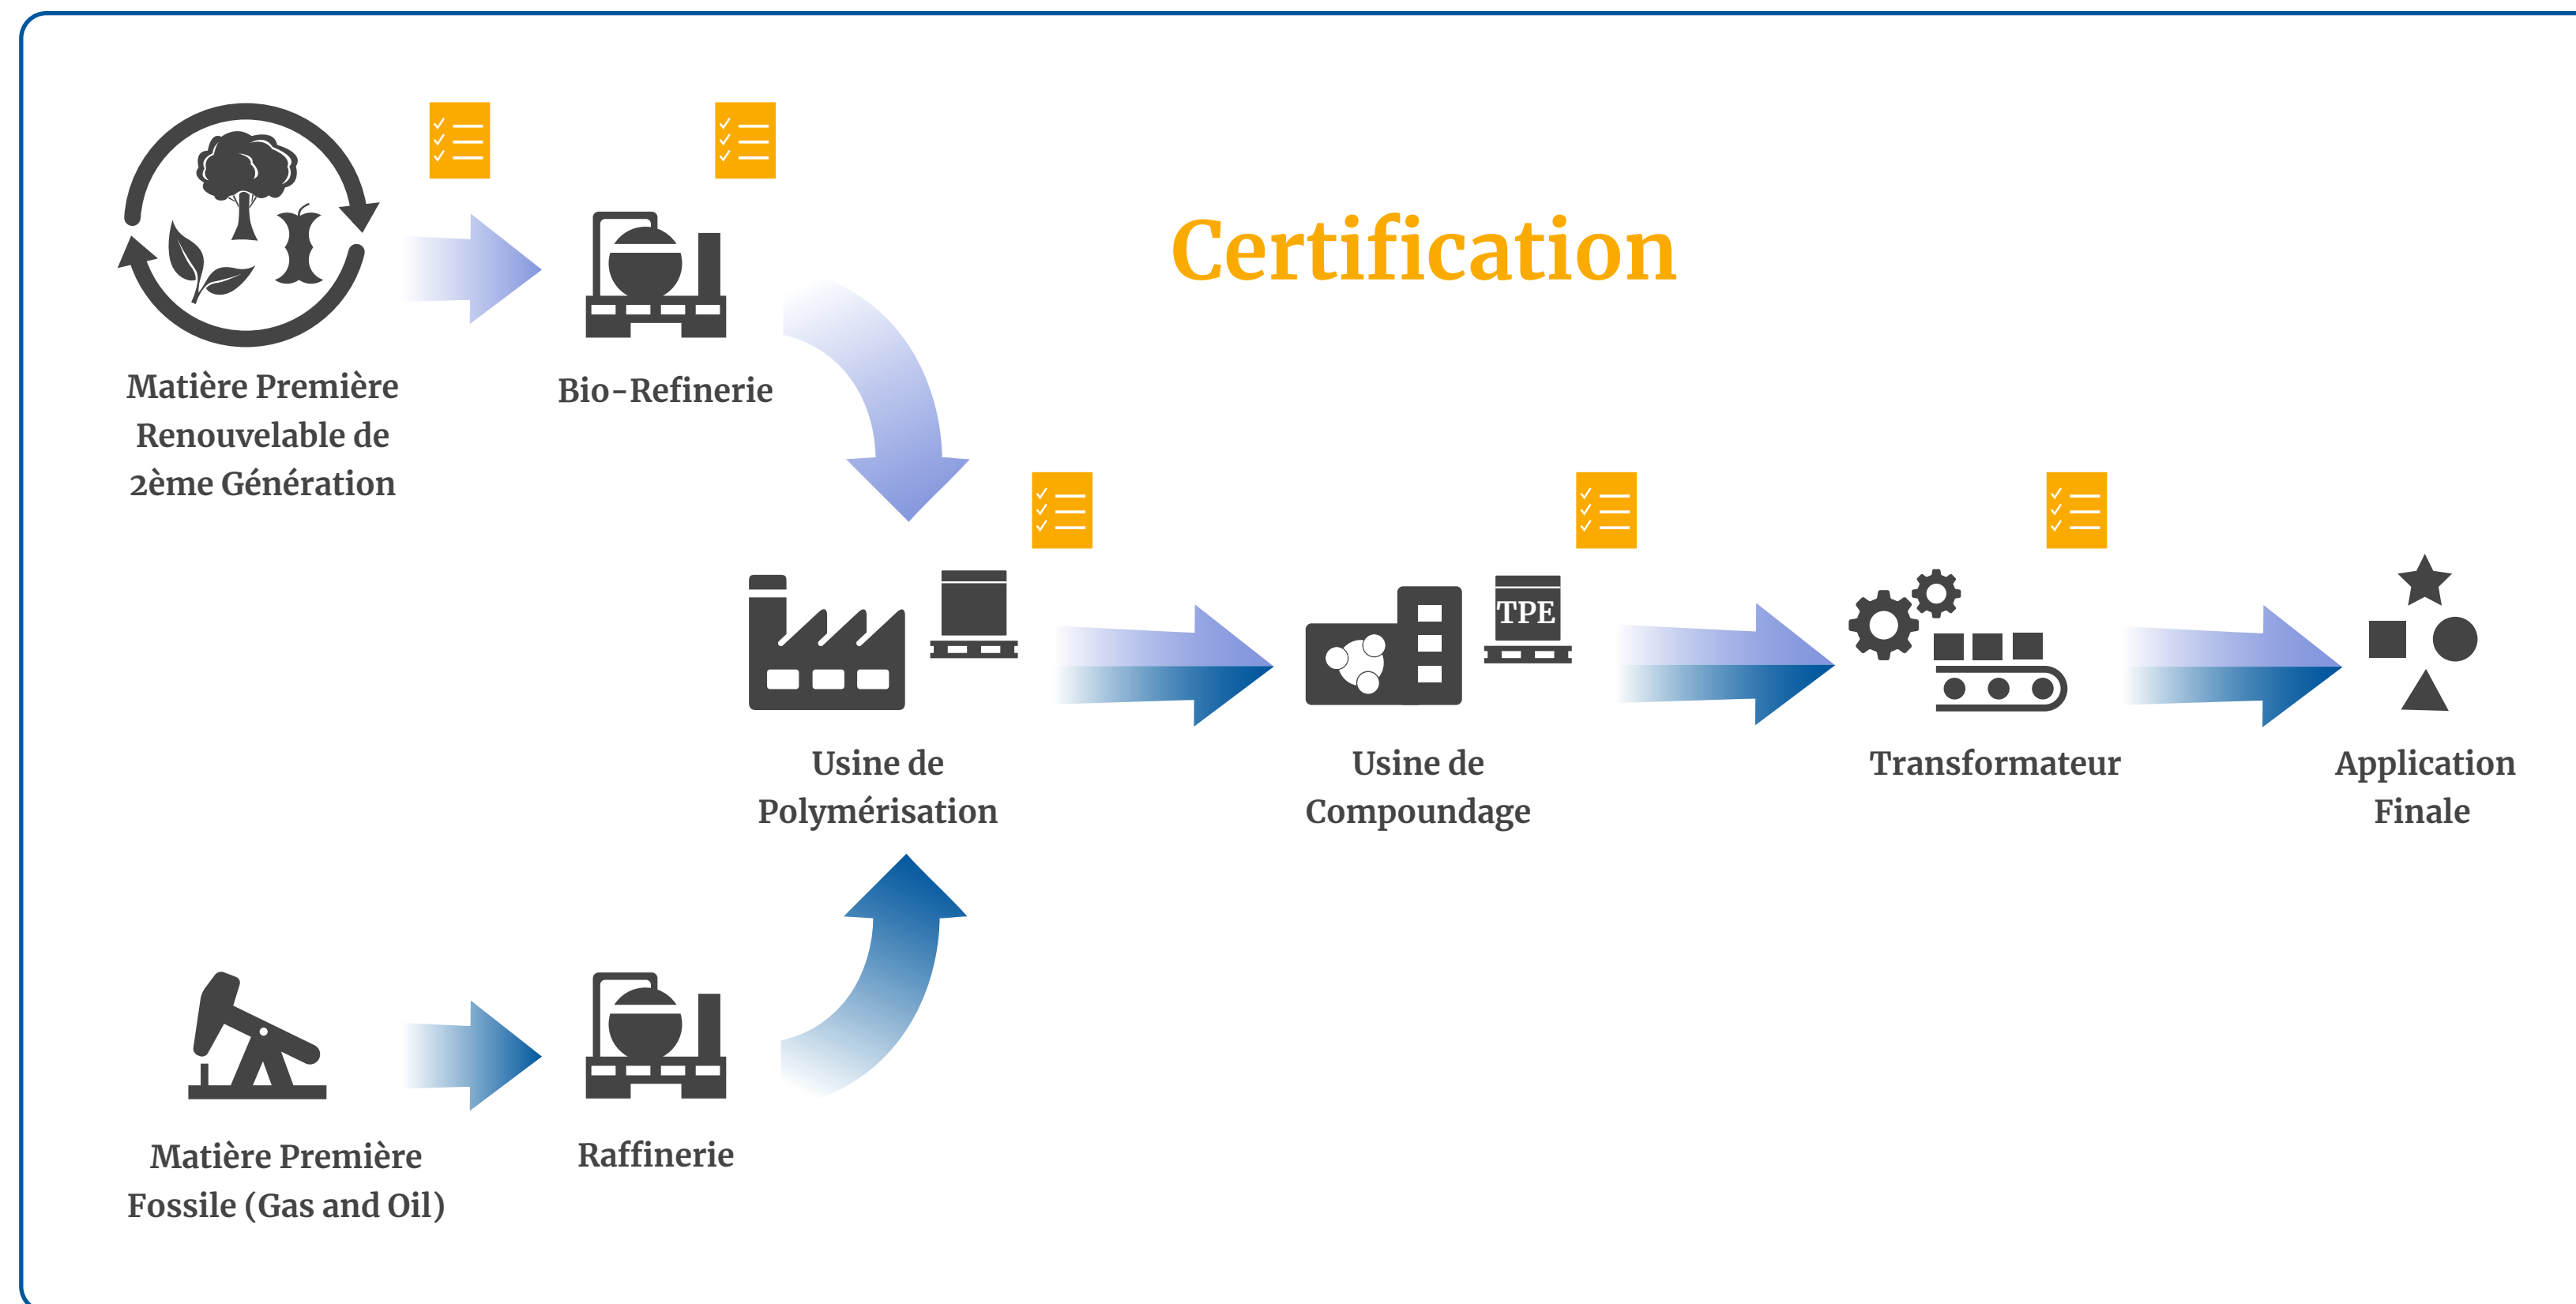 Certification
Matière Première
Renouvelable de
2ème Génération
Bio-Refinerie
TPE
Usine de
Polymérisation
Usine de
Compoundage
Transformateur
Application
Finale
Matière Première
Fossile (Gas and Oil)
Raffinerie